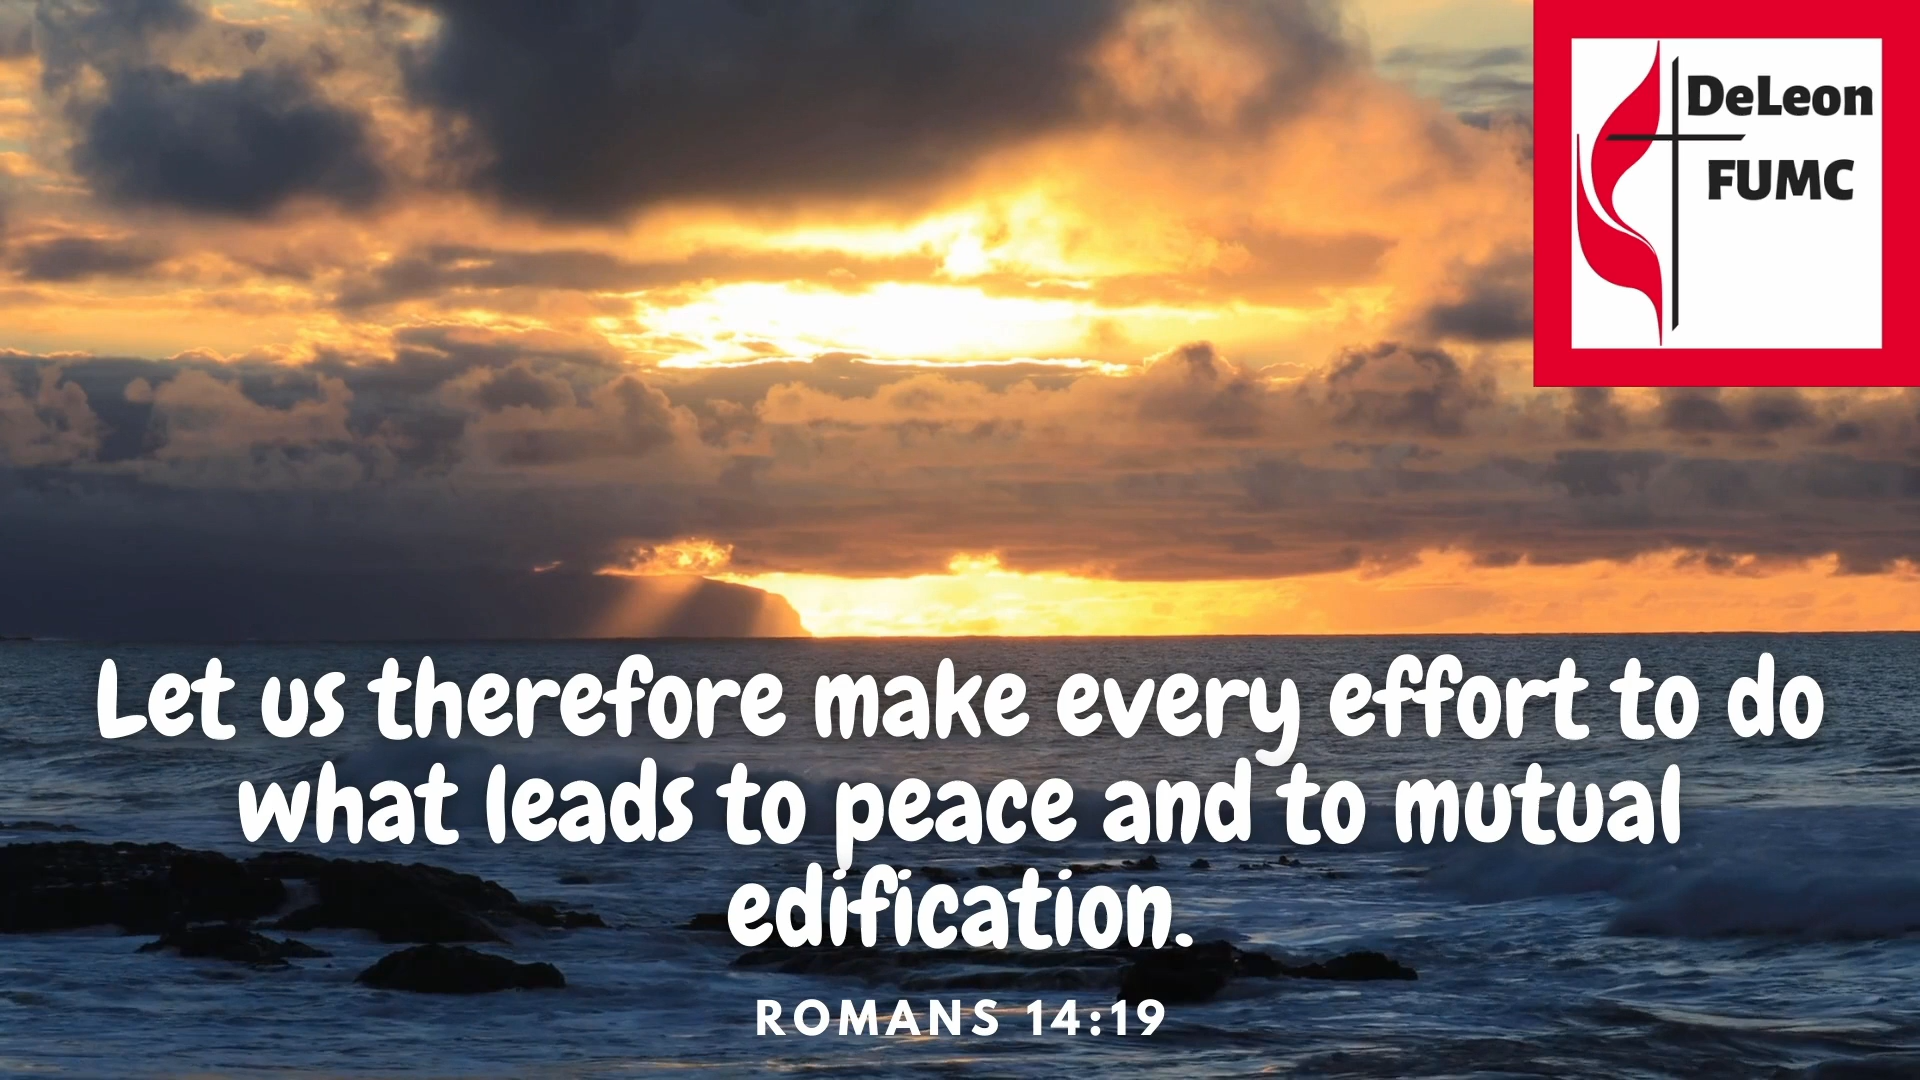 DeLeon
FUMC
Let us therefore make every effort to do
what leads to peace and to mutual
edification.
ROMANS 14:19